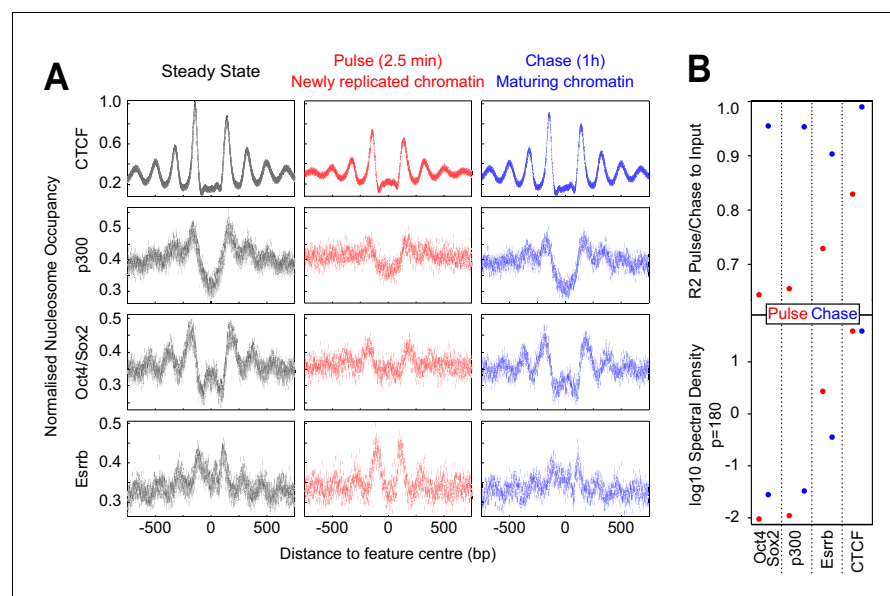 A
Steady State
Pulse (2.5 min)
Newly replicated chromatin
Chase (1h)
Maturing chromatin
B
Normalised Nucleosome Occupancy
CTCF
1.0
0.6
0.2
p300
0.5
0.4
0.3
Oct4/Sox2
0.5
0.4
0.3
Esrrb
0.5
0.4
0.3
-500
0
500
-500
0
500
-500
0
500
Distance to feature centre (bp)
R2 Pulse/Chase to Input
1.0
0.9
0.8
0.7
Pulse Chase
log10 Spectral Density
p=180
1
0
-1
-2
Oct4
Sox2
p300
Esrrb
CTCF